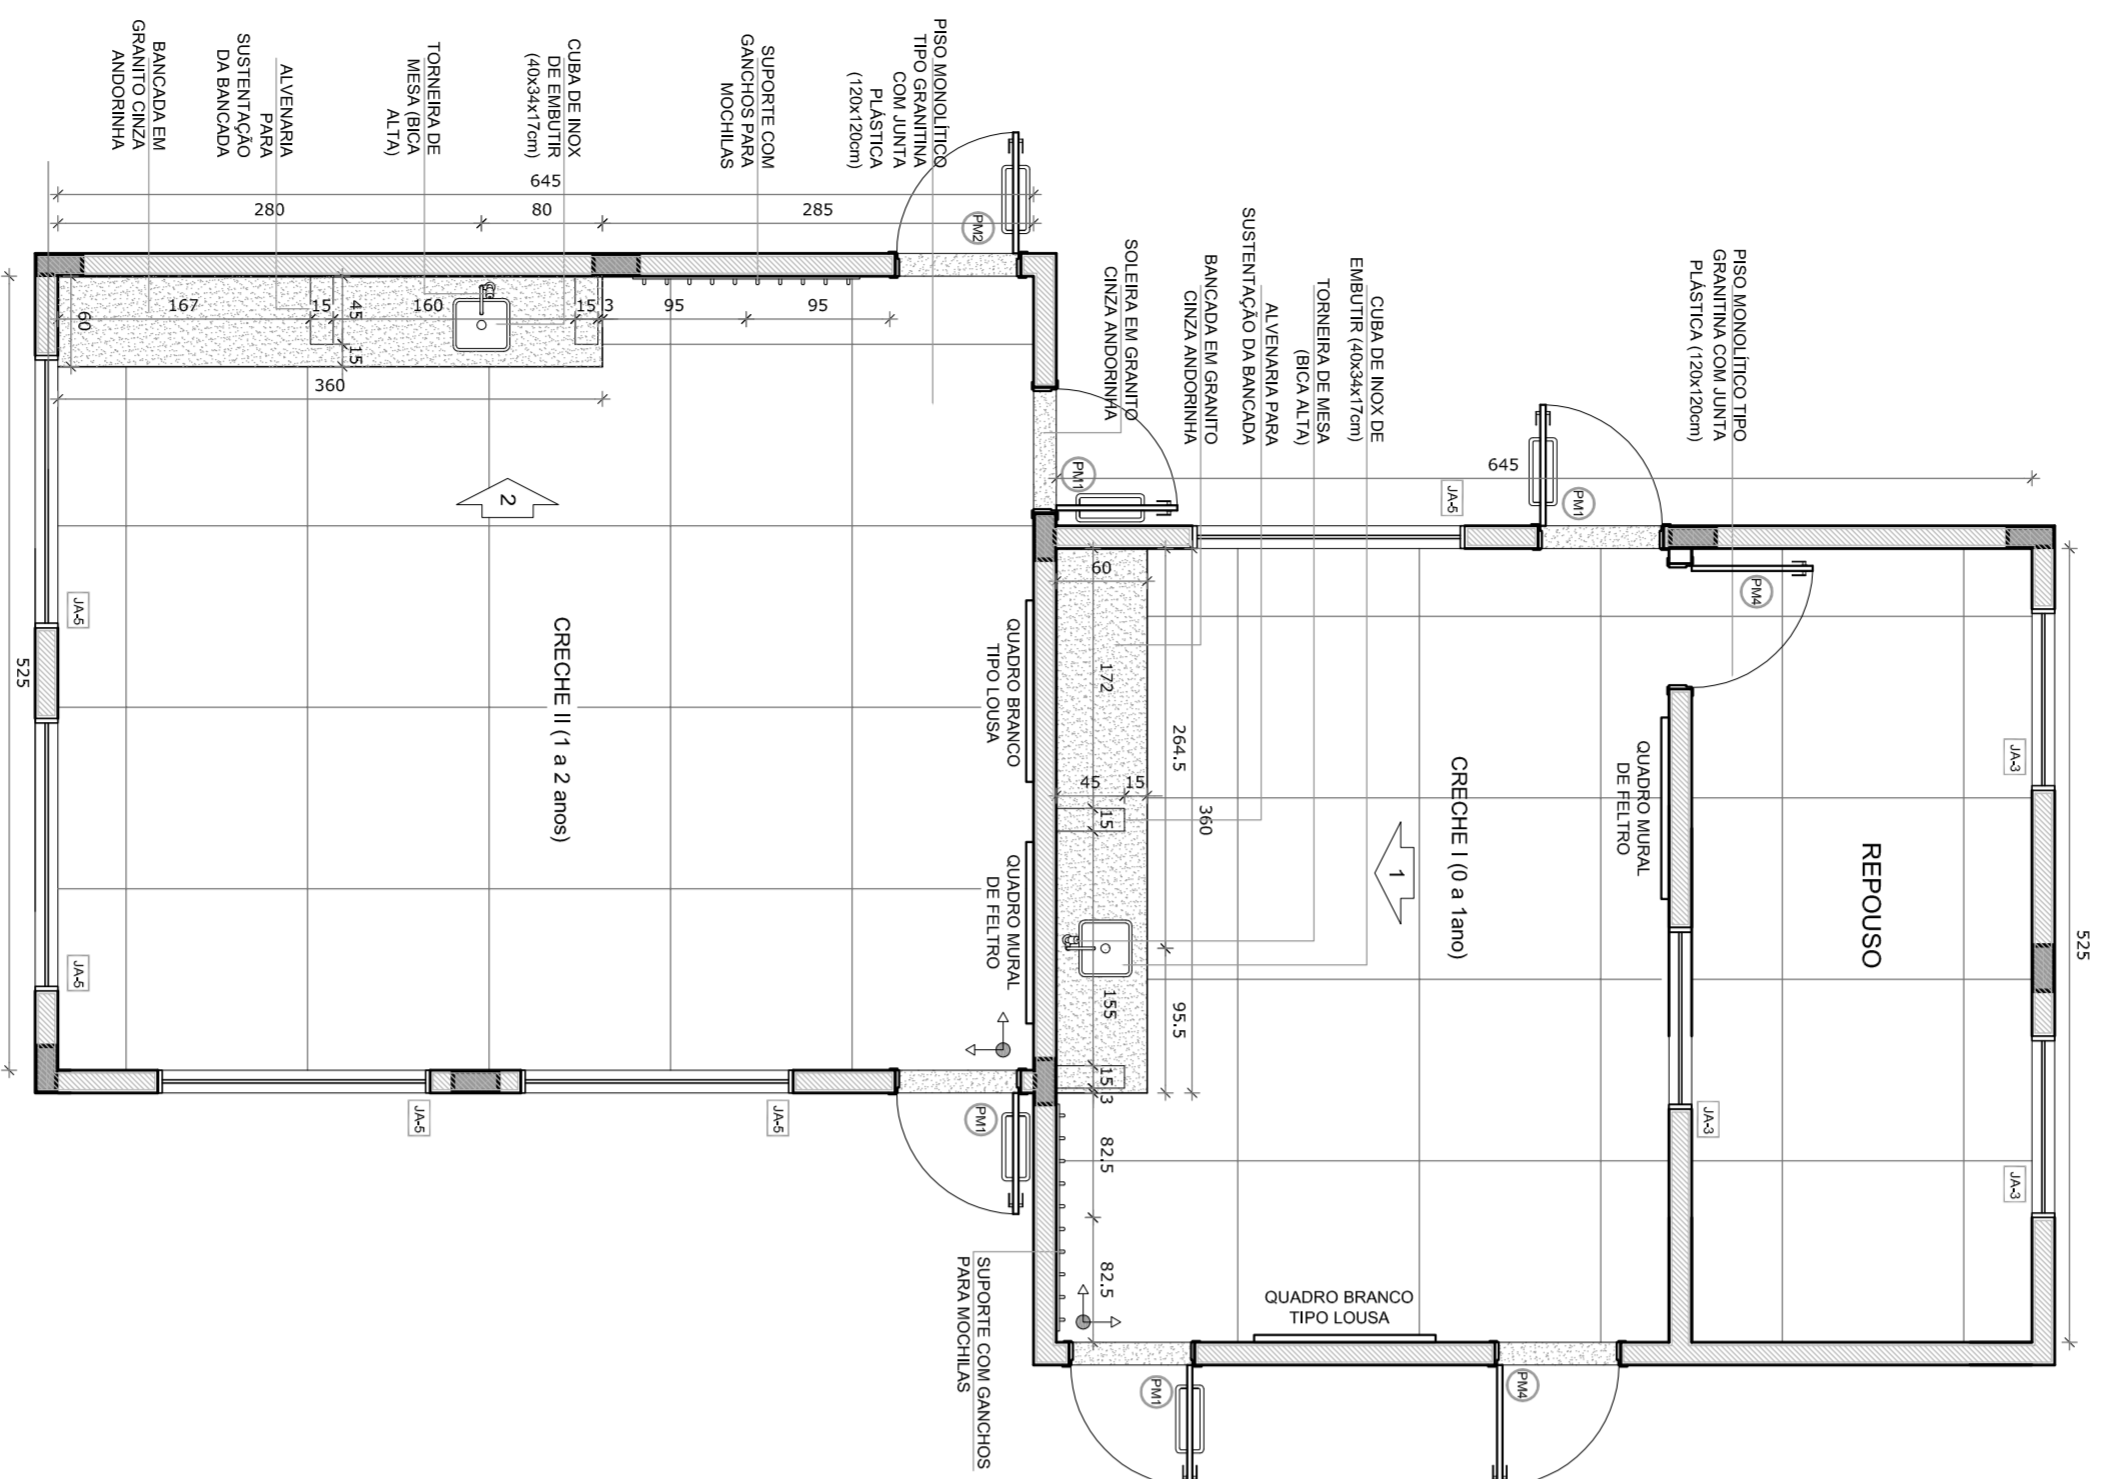 BANCADA EM
GRANITO CINZA
ANDORINHA
ALVENARIA
PARA
SUSTENTAÇÃO
DA BANCADA
TORNEIRA DE
MESA (BICA
ALTA)
CUBA DE INOX
DE EMBUTIR
(40x34x17cm)
SUPORTE COM
GANCHOS PARA
MOCHILAS
PISO MONOLÍTICO
TIPO GRANITINA
COM JUNTA
PLÁSTICA
(120x120cm)
645
280
80
285
PM2
167
15
45
160
15
3
95
95
60
15
360
2
CRECHE II (1 a 2 anos)
QUADRO BRANCO
TIPO LOUSA
QUADRO MURAL
DE FELTRO
JA-5
JA-5
525
JA-5
JA-5
PM1
SOLEIRA EM GRANITO
CINZA ANDORINHA
BANCADA EM GRANITO
CINZA ANDORINHA
ALVENARIA PARA
SUSTENTAÇÃO DA BANCADA
TORNEIRA DE MESA
(BICA ALTA)
CUBA DE INOX DE
EMBUTIR (40x34x17cm)
PISO MONOLÍTICO TIPO
GRANITINA COM JUNTA
PLÁSTICA (120x120cm)
PM1
JA-5
645
PM1
PM4
60
172
264.5
45
15
15
360
155
95.5
15
3
82.5
82.5
CRECHE I (0 a 1ano)
1
QUADRO MURAL
DE FELTRO
REPOUSO
JA-3
JA-3
JA-3
525
QUADRO BRANCO
TIPO LOUSA
SUPORTE COM GANCHOS
PARA MOCHILAS
PM1
PM4